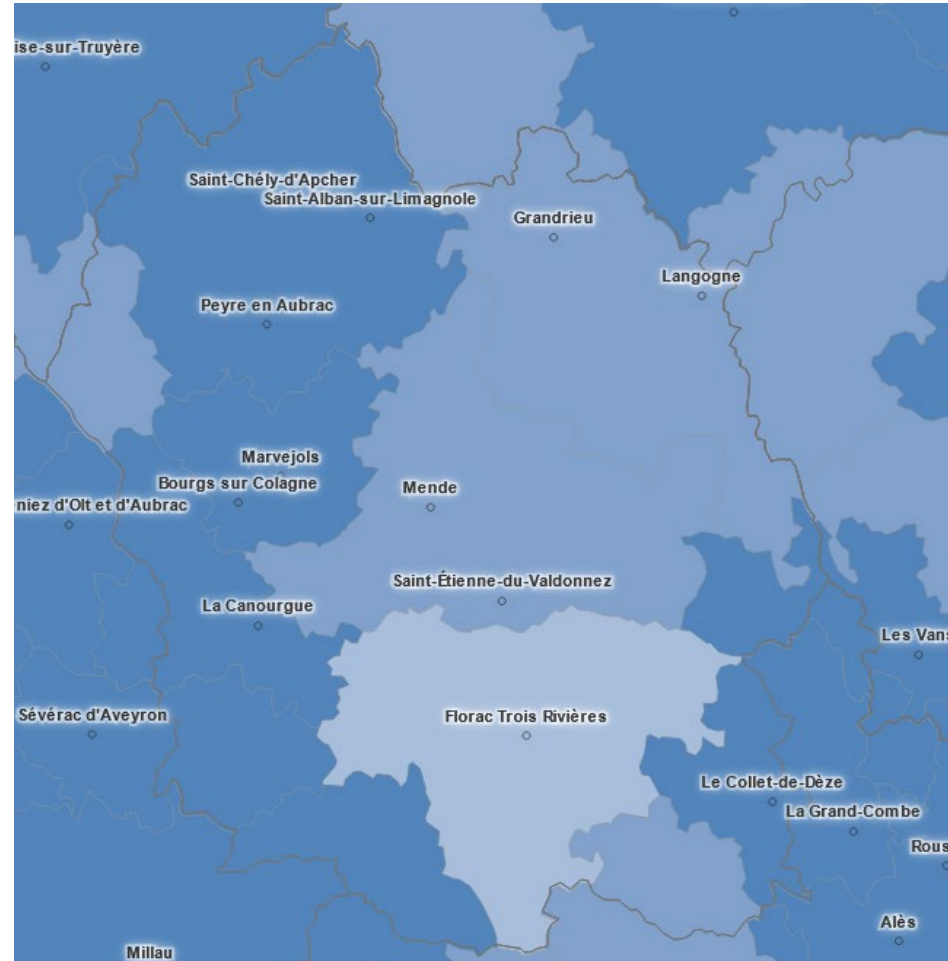 ise-sur-Truyère
Saint-Chély-d'Apcher
Saint-Alban-sur-Limagnole
Grandrieu
Langogne
Peyre en Aubrac
Marvejols
Bourgs sur Colagne
Mende
niez d'Olt et d'Aubrac
Saint-Étienne-du-Valdonnez
La Canourgue
Les Vans
Sévérac d'Aveyron
Florac Trois Rivières
Le Collet-de-Dèze
La Grand-Combe
Rous
Alès
Millau